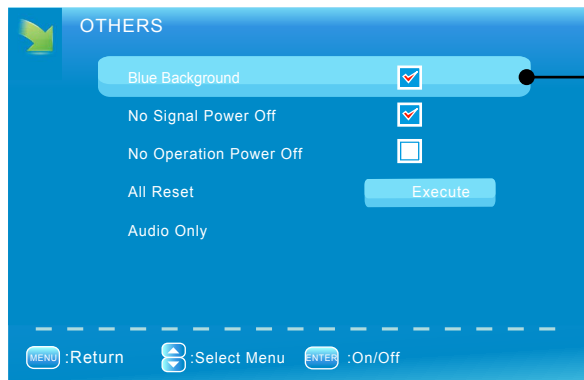 OTHERS
Blue Background
No Signal Power Off
No Operation Power Off
All Reset Execute
Audio Only
MENU :Return :Select Menu ENTER :On/Off